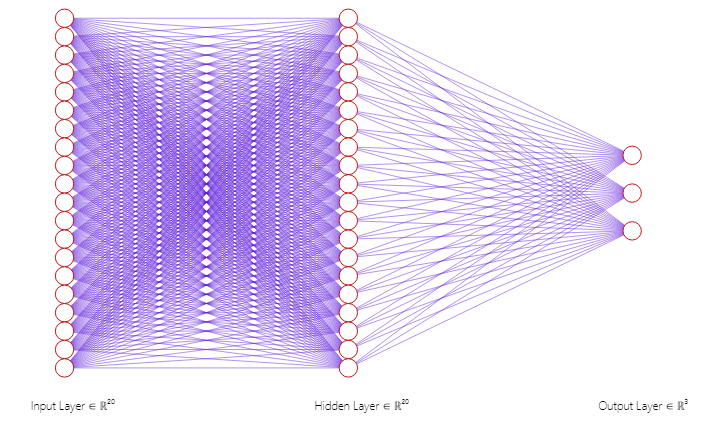 Input Layer ∈ ℝ²⁰
Hidden Layer ∈ ℝ²⁰
Output Layer ∈ ℝ³